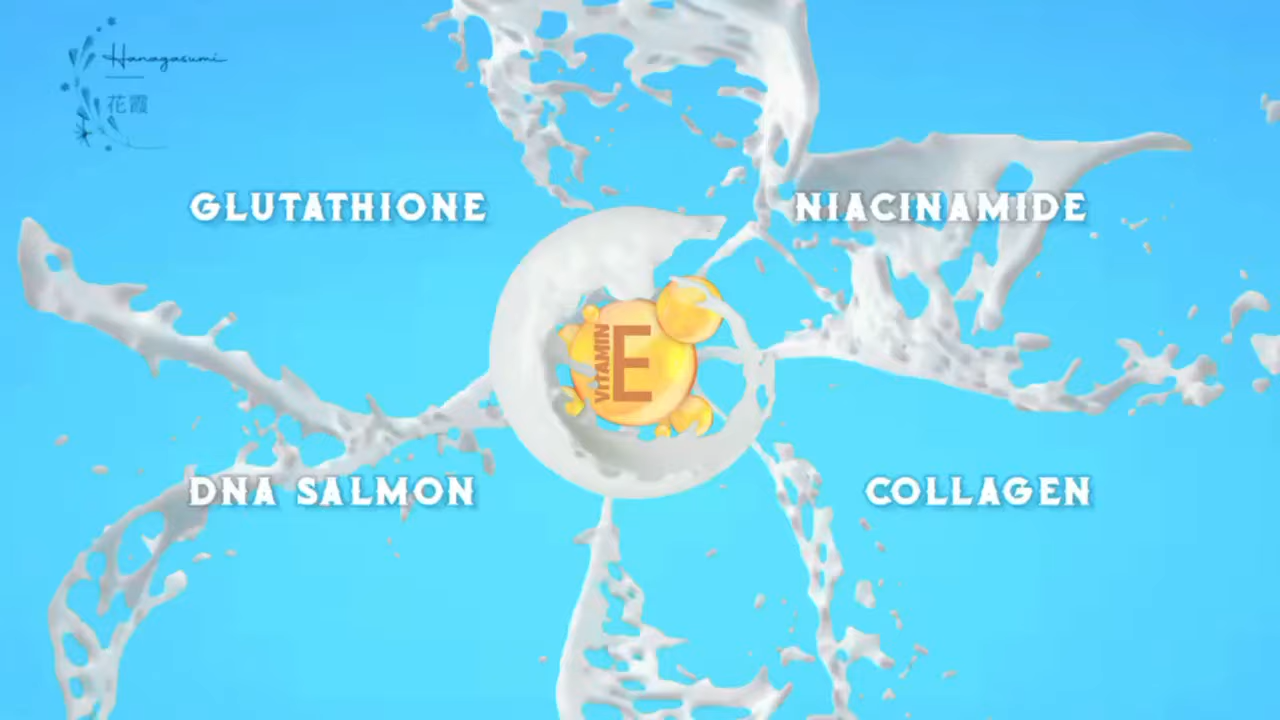 Hanagasumi
花霞
GLUTATHIONE
NIACINAMIDE
VITAMIN
E
DNA SALMON
COLLAGEN